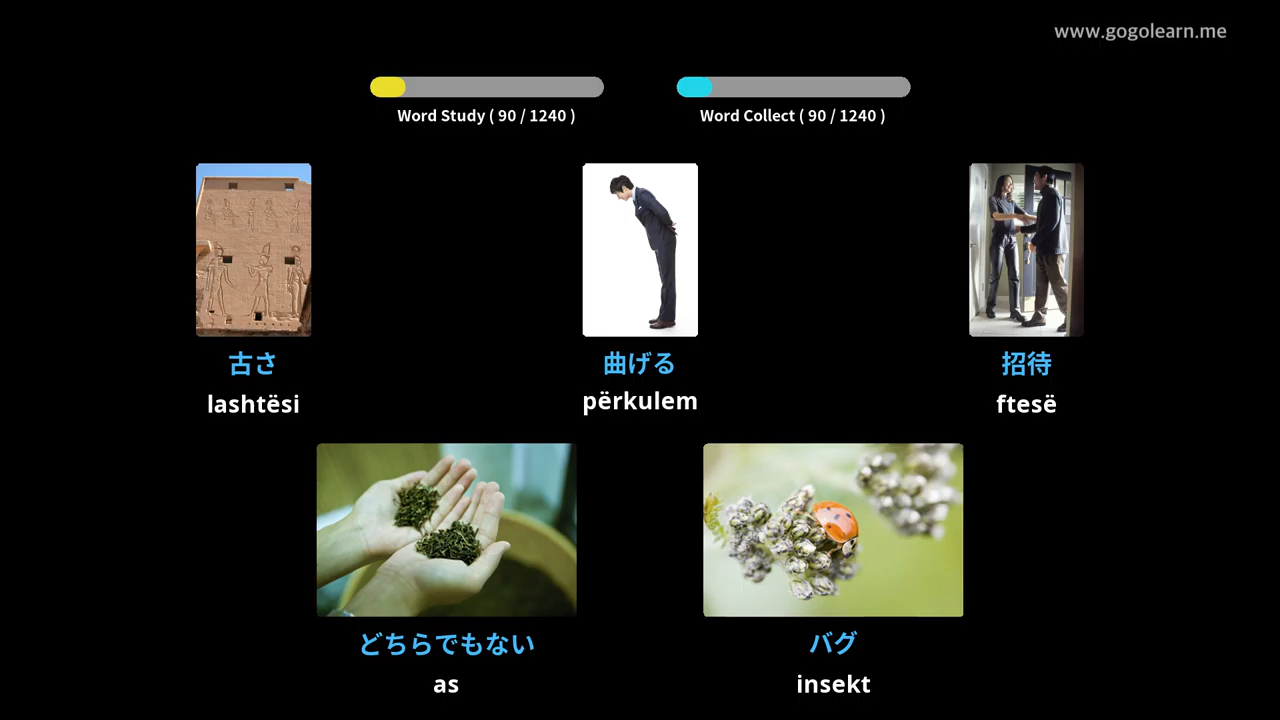 www.gogolearn.me
Word Study ( 90 / 1240 )
Word Collect ( 90 / 1240 )
古さ
lashtësi
曲げる
përkulem
招待
ftesë
どちらでもない
as
バグ
insekt